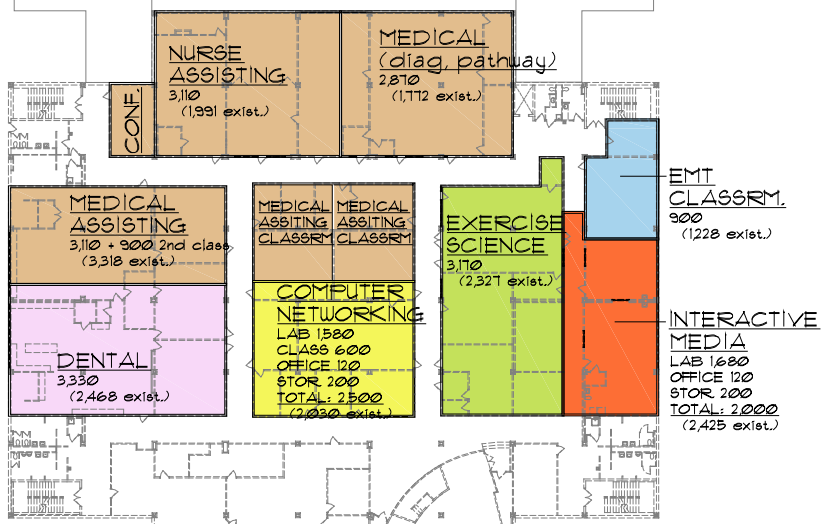 NURSE
ASSISTING
3,110
(1,991 exist.)
MEDICAL
(diag. pathway)
2,870
(1,772 exist.)
CONF.
MEDICAL
ASSISTING
3,110 + 900 2nd class
(3,318 exist.)
MEDICAL
ASSITING
CLASSRM
MEDICAL
ASSITING
CLASSRM
EXERCISE
SCIENCE
3,170
(2,327 exist.)
EMT
CLASSRM.
900
(1,228 exist.)
DENTAL
3,330
(2,468 exist.)
COMPUTER
NETWORKING
LAB 1,580
CLASS 600
OFFICE 120
STOR. 200
TOTAL: 2,500
(2,030 exist.)
INTERACTIVE
MEDIA
LAB 1,680
OFFICE 120
STOR. 200
TOTAL: 2,000
(2,425 exist.)